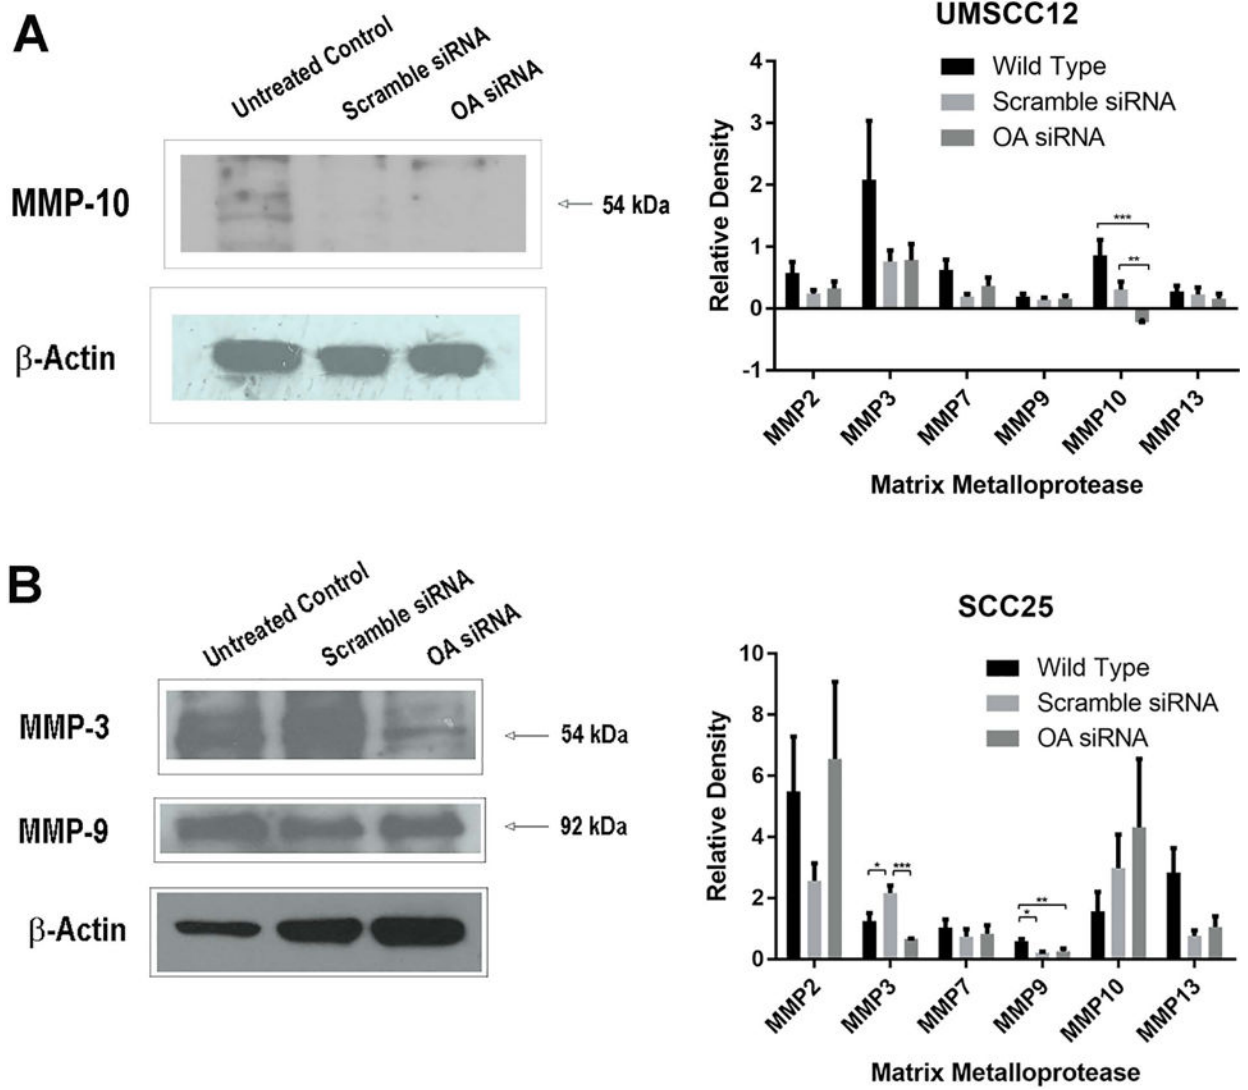 A
Untreated Control
Scramble siRNA
OA siRNA
MMP-10
54 kDa
β-Actin
UMSCC12
Wild Type
Scramble siRNA
OA siRNA
Relative Density
4
3
2
1
0
-1
***
**
MMP2
MMP3
MMP7
MMP9
MMP10
MMP13
Matrix Metalloprotease
B
Untreated Control
Scramble siRNA
OA siRNA
MMP-3
54 kDa
MMP-9
92 kDa
β-Actin
SCC25
Wild Type
Scramble siRNA
OA siRNA
Relative Density
10
8
6
4
2
0
*
***
**
*
MMP2
MMP3
MMP7
MMP9
MMP10
MMP13
Matrix Metalloprotease